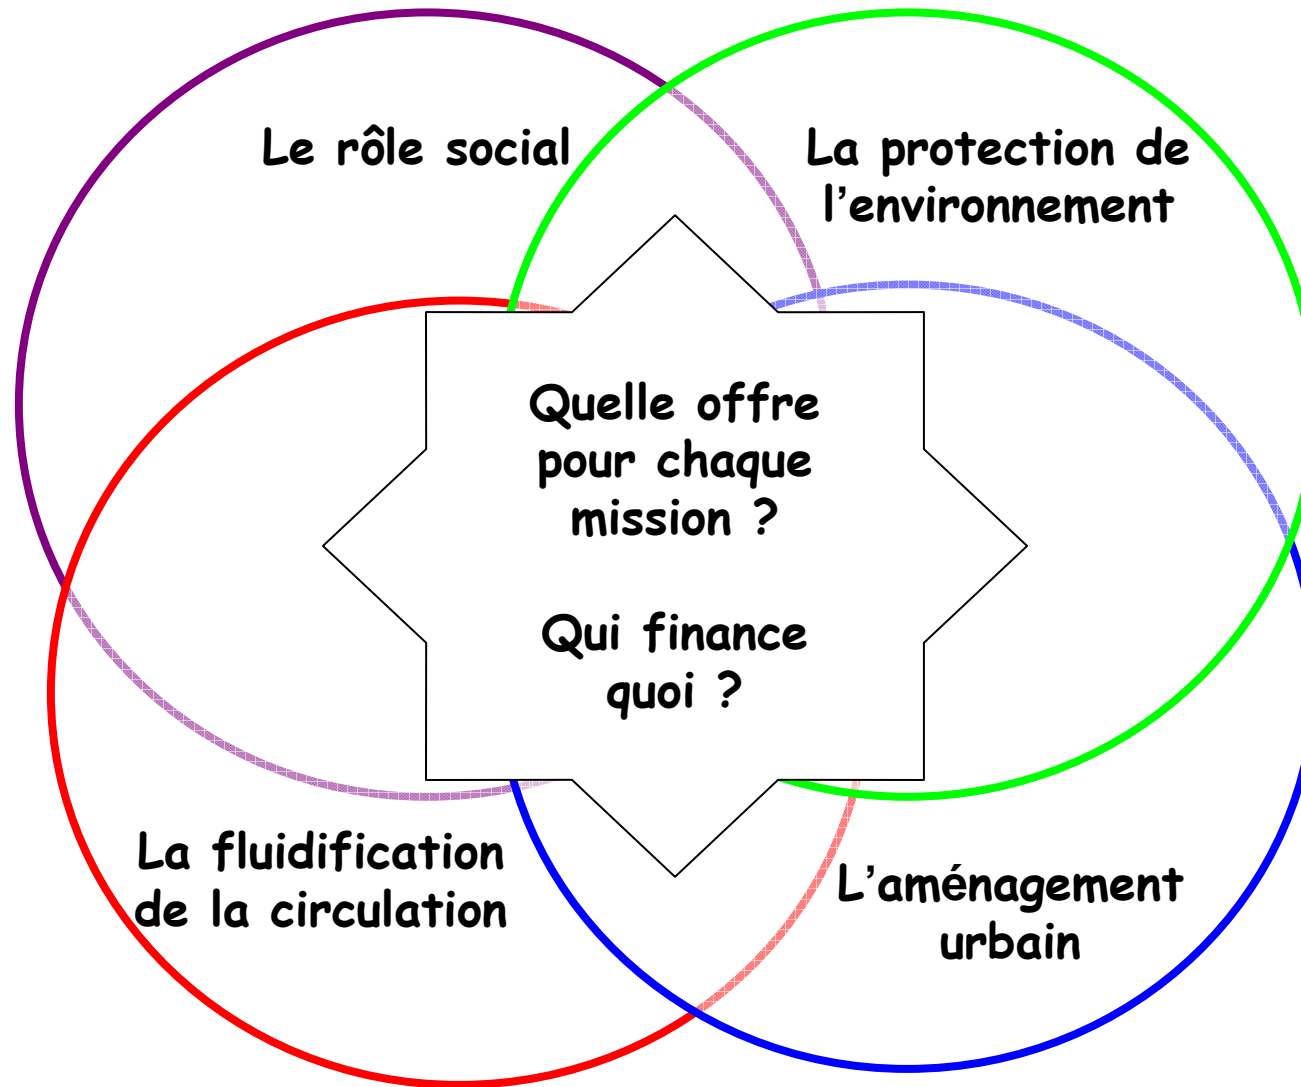 Le rôle social
La protection de
l’environnement
Quelle offre
pour chaque
mission ?
Qui finance
quoi ?
La fluidification
de la circulation
L’aménagement
urbain